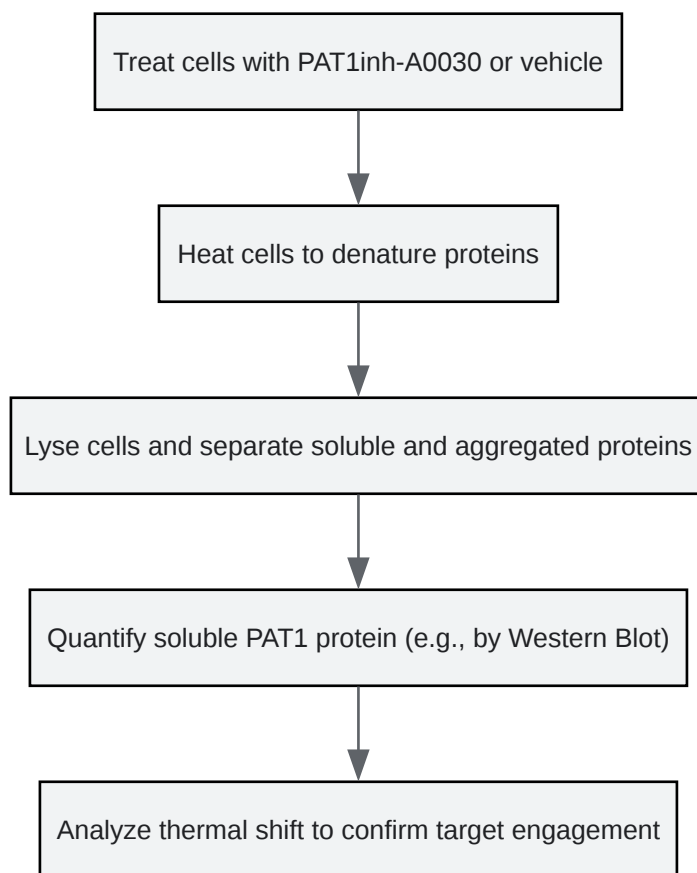 Treat cells with PAT1inh-A0030 or vehicle
Heat cells to denature proteins
Lyse cells and separate soluble and aggregated proteins
Quantify soluble PAT1 protein (e.g., by Western Blot)
Analyze thermal shift to confirm target engagement